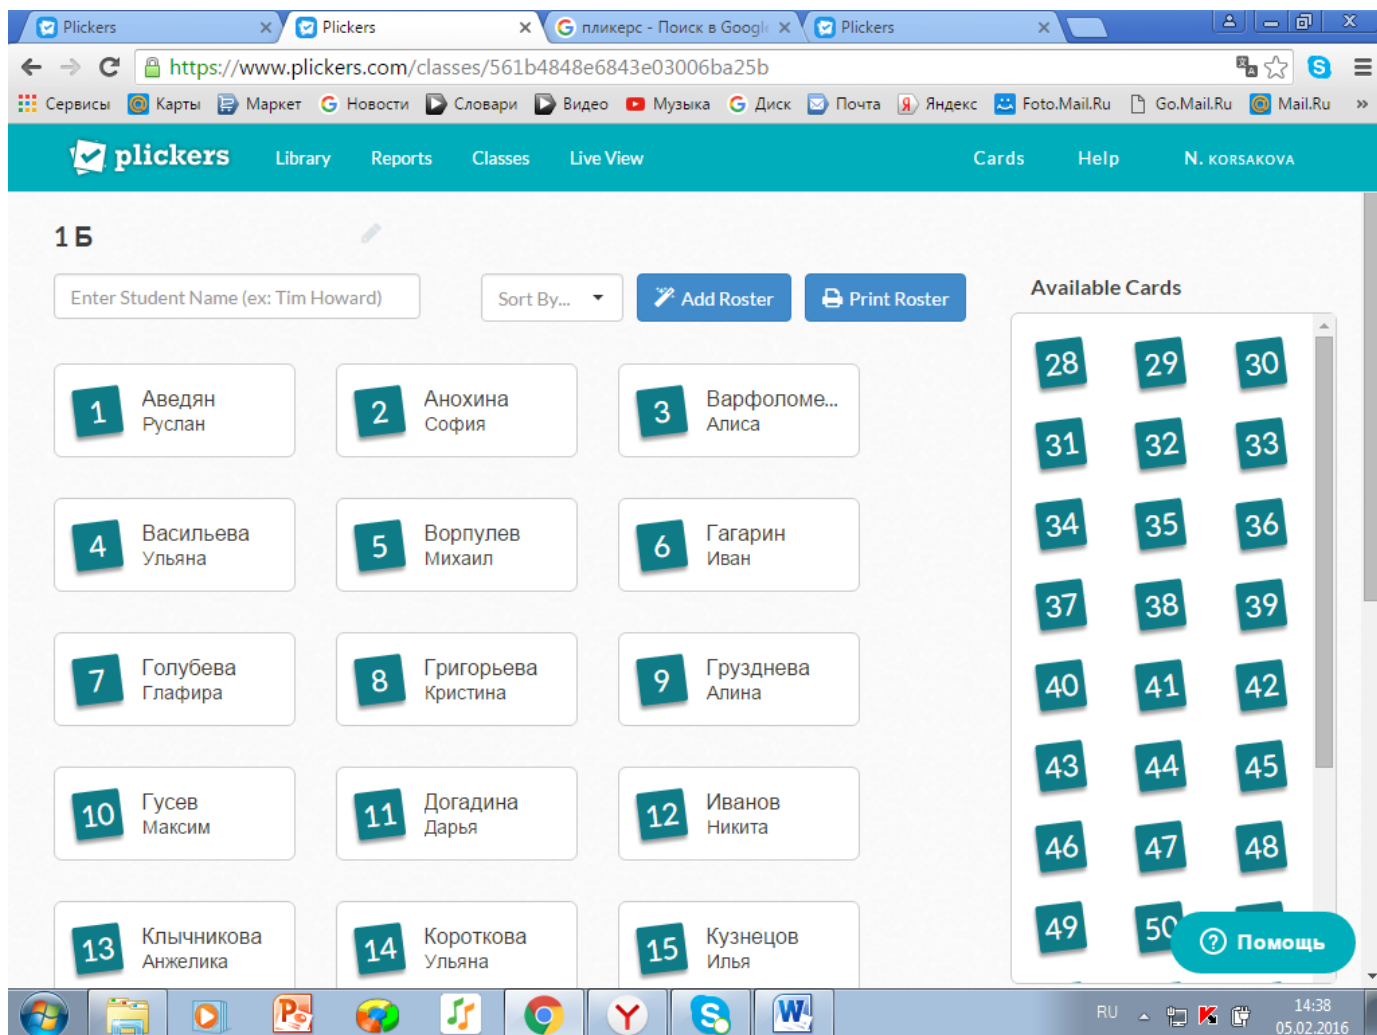 Plickers
Plickers
пликерс - Поиск в Google
Plickers
https://www.plickers.com/classes/561b4848e6843e03006ba25b
Сервисы Карты Маркет Новости Словари Видео Музыка Диск Почта Яндекс Foto.Mail.Ru Go.Mail.Ru Mail.Ru »
plickers Library Reports Classes Live View Cards Help N. KORSAKOVA
1 Б
Enter Student Name (ex: Tim Howard) Sort By... Add Roster Print Roster
Available Cards
1 Аведян Руслан
2 Анохина София
3 Варфоломе... Алиса
4 Васильева Ульяна
5 Ворпулев Михаил
6 Гагарин Иван
7 Голубева Глафира
8 Григорьева Кристина
9 Грузднева Алина
10 Гусев Максим
11 Догадина Дарья
12 Иванов Никита
13 Клычникова Анжелика
14 Короткова Ульяна
15 Кузнецов Илья
28 29 30
31 32 33
34 35 36
37 38 39
40 41 42
43 44 45
46 47 48
49 50
Помощь
RU
14:38
05.02.2016